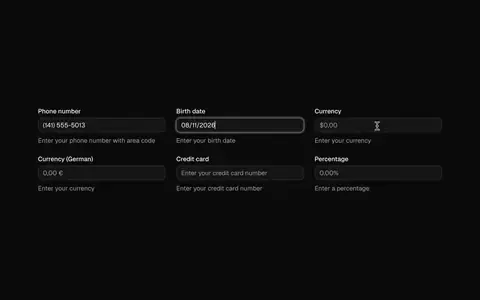 Phone number
(141) 555-5013
Enter your phone number with area code
Birth date
08/11/2026
Enter your birth date
Currency
$0.00
Enter your currency
Currency (German)
0,00 €
Enter your currency
Credit card
Enter your credit card number
Enter your credit card number
Percentage
0.00%
Enter a percentage